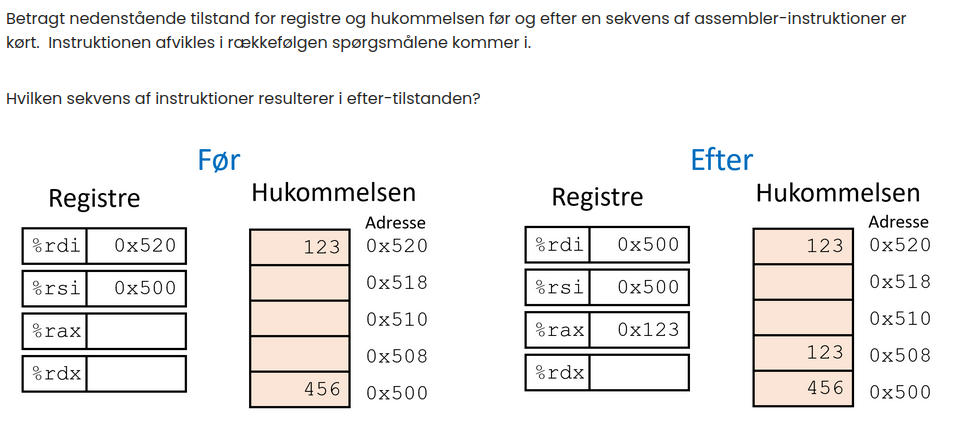 Betragt nedenstående tilstand for registre og hukommelsen før og efter en sekvens af assembler-instruktioner er
kørt.  Instruktionen afvikles i rækkefølgen spørgsmålene kommer i.
Hvilken sekvens af instruktioner resulterer i efter-tilstanden?
Før
Registre
%rdi 0x520
%rsi 0x500
%rax
%rdx
Hukommelsen
Adresse
123 0x520
0x518
0x510
0x508
456 0x500
Efter
Registre
%rdi 0x500
%rsi 0x500
%rax 0x123
%rdx
Hukommelsen
Adresse
123 0x520
0x518
0x510
123 0x508
456 0x500